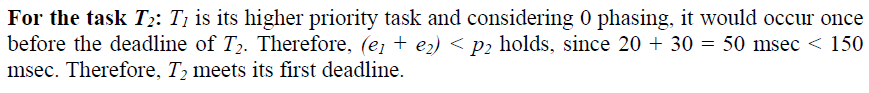 For the task T2: T1 is its higher priority task and considering 0 phasing, it would occur once
before the deadline of T2. Therefore, (e1 + e2) < p2 holds, since 20 + 30 = 50 msec < 150
msec. Therefore, T2 meets its first deadline.